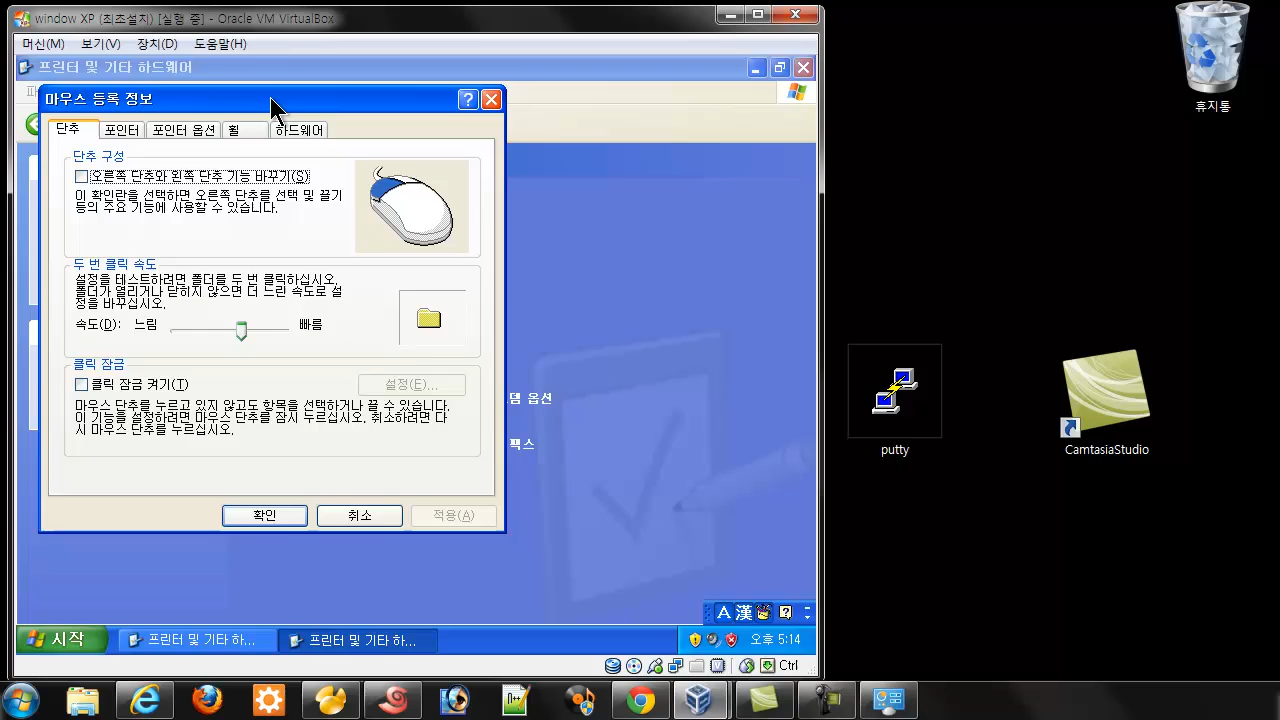 window XP (최초설치) [실행 중] - Oracle VM VirtualBox
머신(M) 보기(V) 장치(D) 도움말(H)
프린터 및 기타 하드웨어
마우스 등록 정보
단추 포인터 포인터 옵션 휠 하드웨어
단추 구성
오른쪽 단추와 왼쪽 단추 기능 바꾸기(S)
이 확인란을 선택하면 오른쪽 단추를 선택 및 끌기
등의 주요 기능에 사용할 수 있습니다.
두 번 클릭 속도
설정을 테스트하려면 폴더를 두 번 클릭하십시오.
폴더가 열리거나 닫히지 않으면 더 느린 속도로 설
정을 바꾸십시오.
속도(D): 느림 빠름
클릭 잠금
클릭 잠금 켜기(T) 설정(E)...
마우스 단추를 누르고 있지 않고도 항목을 선택하거나 끌 수 있습니다.
이 기능을 설정하려면 마우스 단추를 잠시 누르십시오. 취소하려면 다
시 마우스 단추를 누르십시오.
확인 취소 적용(A)
뎀 옵션
팩스
A 漢
시작 프린터 및 기타 하... 프린터 및 기타 하... 오후 5:14
Ctrl
휴지통
putty
CamtasiaStudio